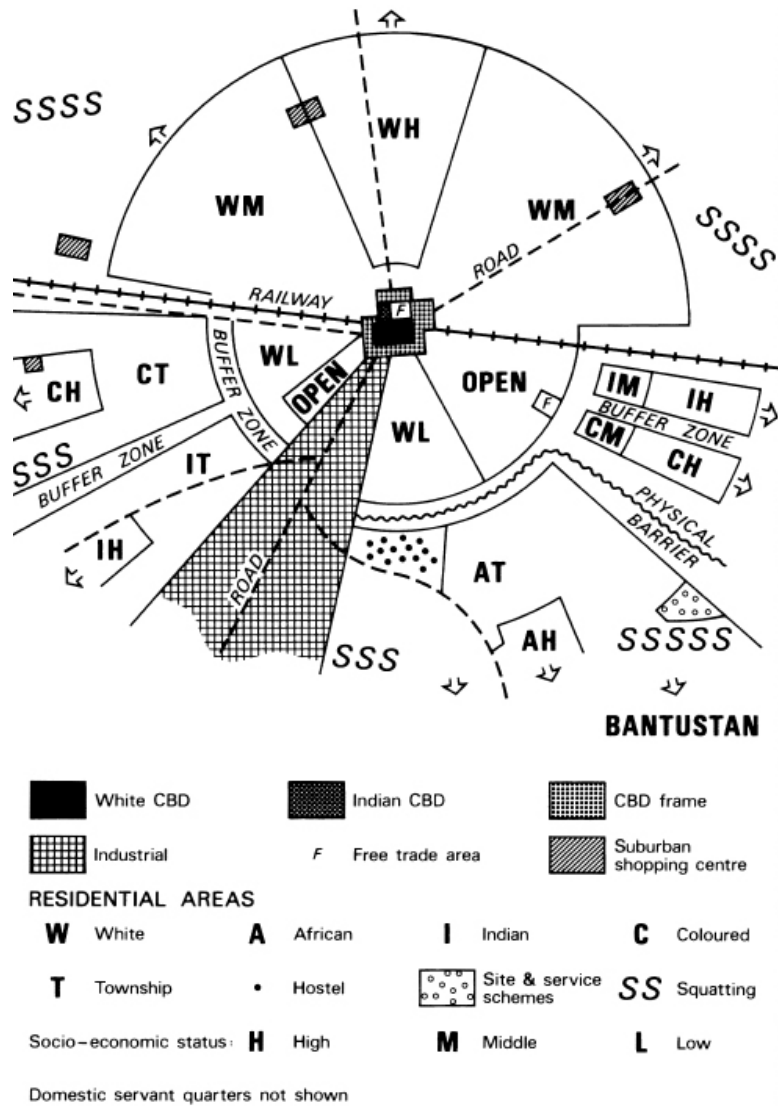 SSSS
WH
WM
WM
SSSS
ROAD
RAILWAY
F
WL
OPEN
OPEN
WL
F
BUFFER ZONE
CT
CH
SSS
BUFFER ZONE
IT
IH
IM
IH
BUFFER ZONE
CM
CH
PHYSICAL
BARRIER
ROAD
AT
AH
SSS
SSSSS
BANTUSTAN
White CBD
Indian CBD
CBD frame
Industrial
F Free trade area
Suburban
shopping centre
RESIDENTIAL AREAS
W White
A African
I Indian
C Coloured
T Township
Hostel
Site & service
schemes
SS Squatting
Socio-economic status: H High
M Middle
L Low
Domestic servant quarters not shown